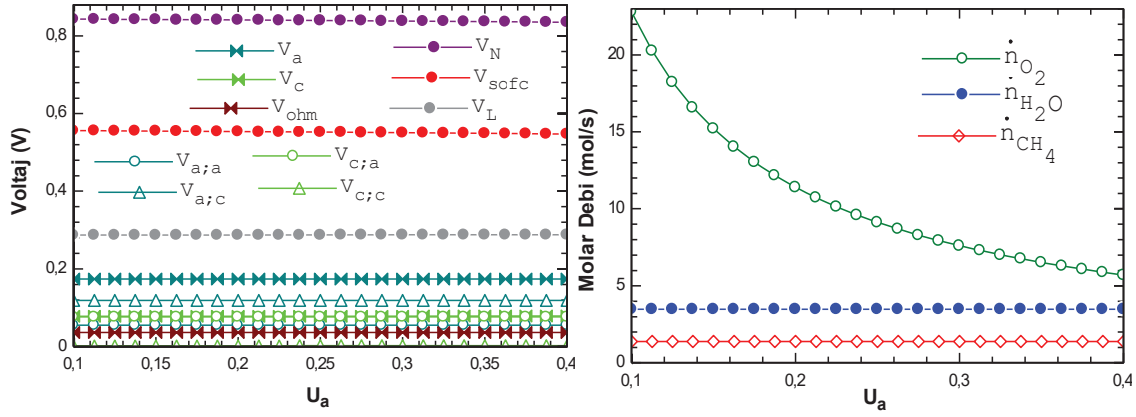 0,8
0,6
0,4
0,2
0
Voltaj (V)
V_a
V_c
V_ohm
V_N
V_sofc
V_L
V_a;a
V_a;c
V_c;a
V_c;c
0,1 0,15 0,2 0,25 0,3 0,35 0,4
U_a
20
15
10
5
0
Molar Debi (mol/s)
ṅ_O2
ṅ_H2O
ṅ_CH4
0,1 0,2 0,3 0,4
U_a